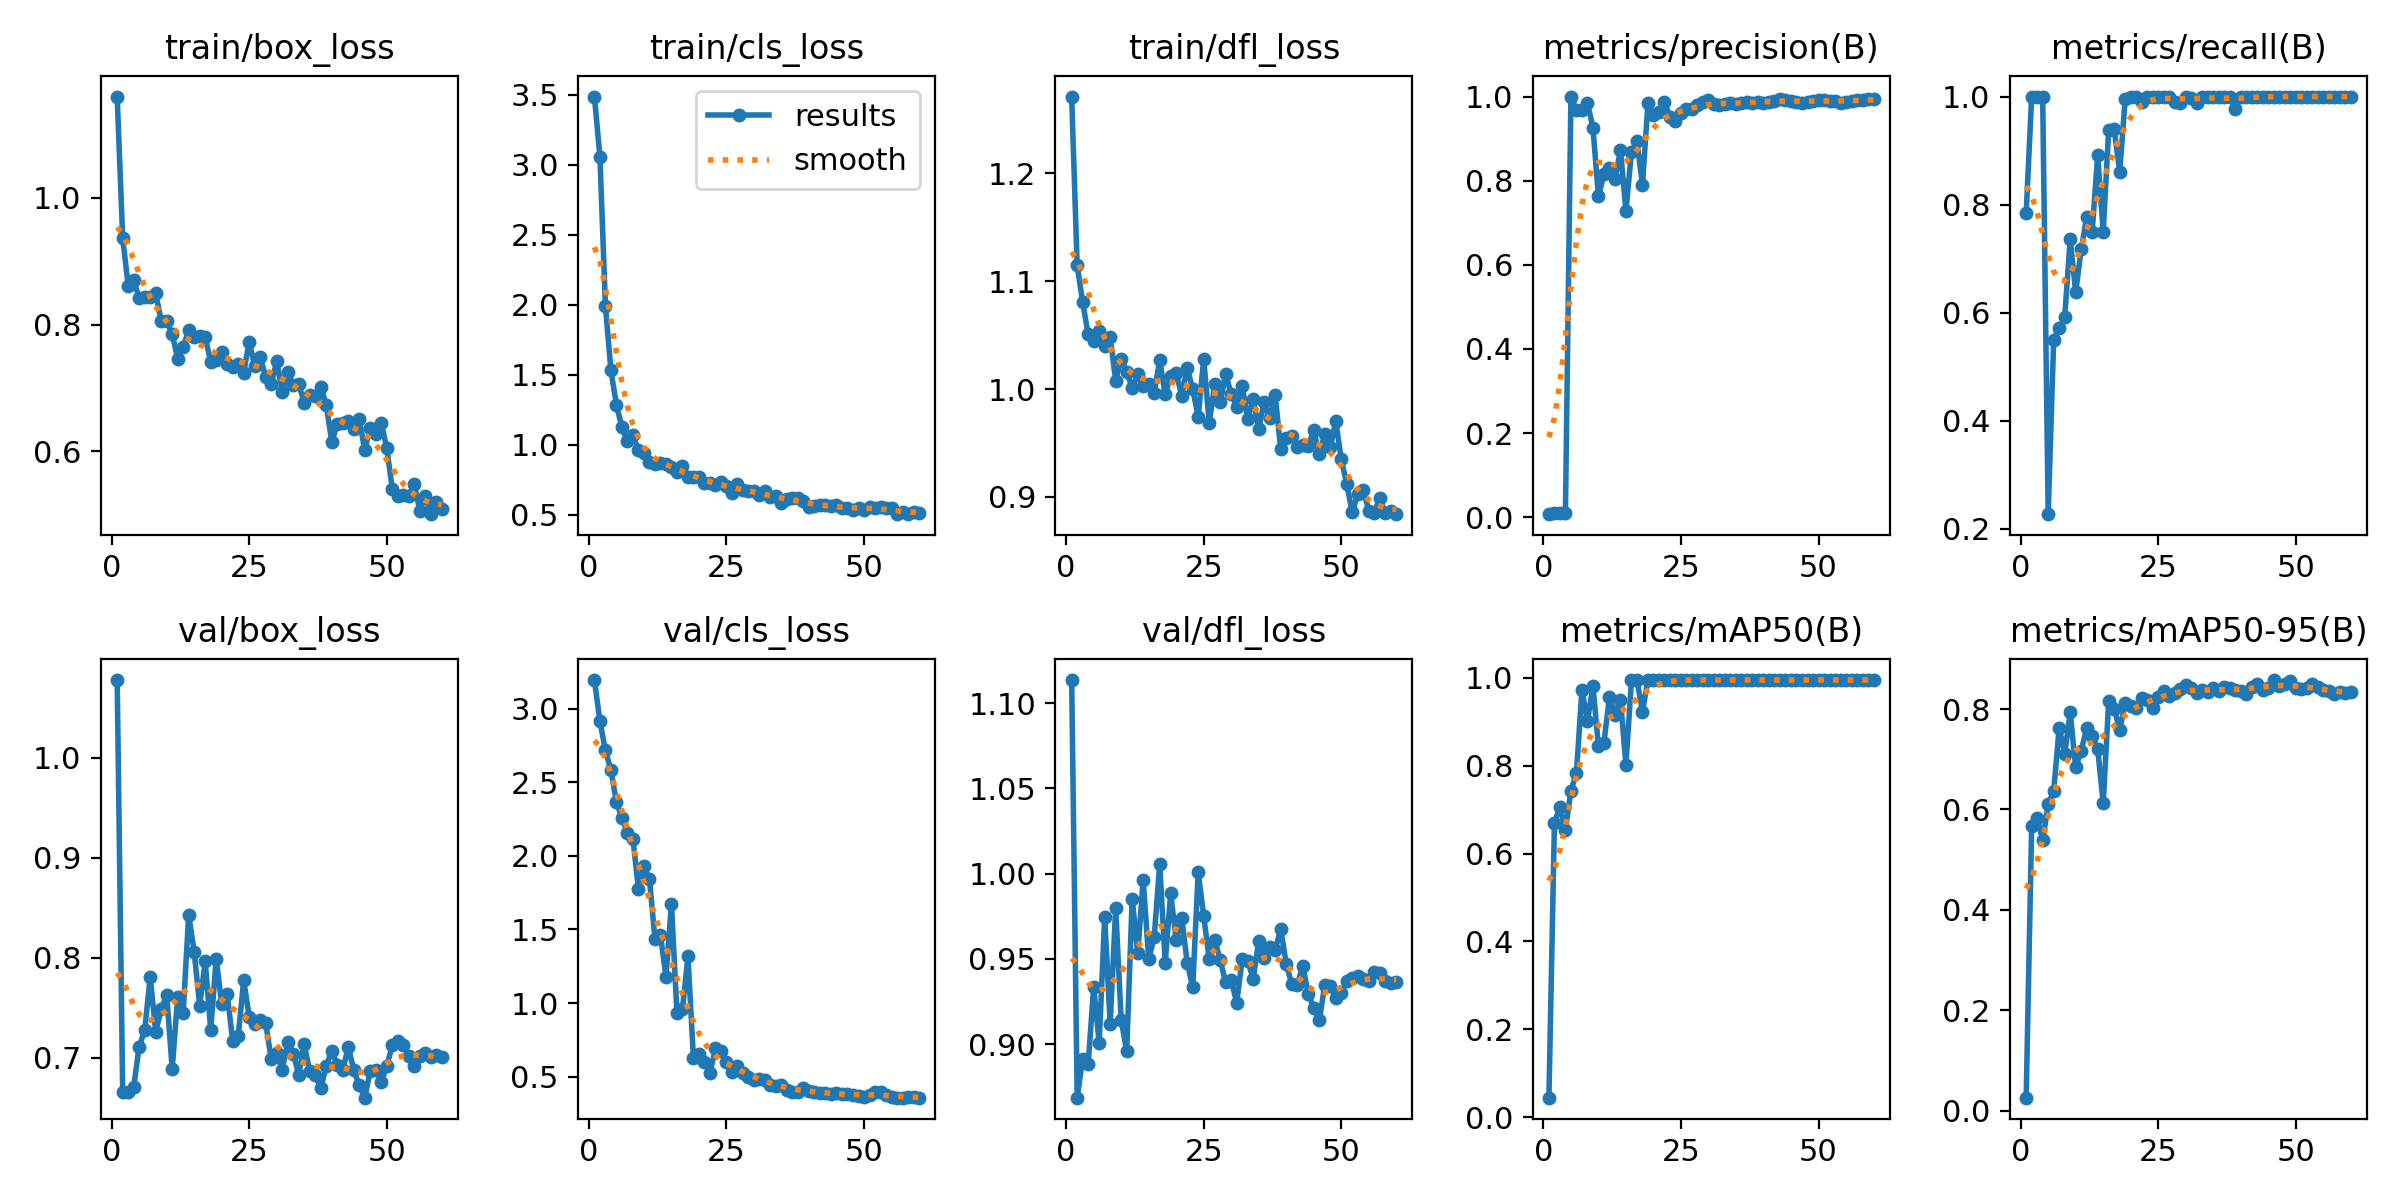 train/box_loss
1.0
0.8
0.6
0 25 50
train/cls_loss
3.5
3.0
2.5
2.0
1.5
1.0
0.5
0 25 50
results
smooth
train/dfl_loss
1.2
1.1
1.0
0.9
0 25 50
metrics/precision(B)
1.0
0.8
0.6
0.4
0.2
0.0
0 25 50
metrics/recall(B)
1.0
0.8
0.6
0.4
0.2
0 25 50
val/box_loss
1.0
0.9
0.8
0.7
0 25 50
val/cls_loss
3.0
2.5
2.0
1.5
1.0
0.5
0 25 50
val/dfl_loss
1.10
1.05
1.00
0.95
0.90
0 25 50
metrics/mAP50(B)
1.0
0.8
0.6
0.4
0.2
0.0
0 25 50
metrics/mAP50-95(B)
0.8
0.6
0.4
0.2
0.0
0 25 50